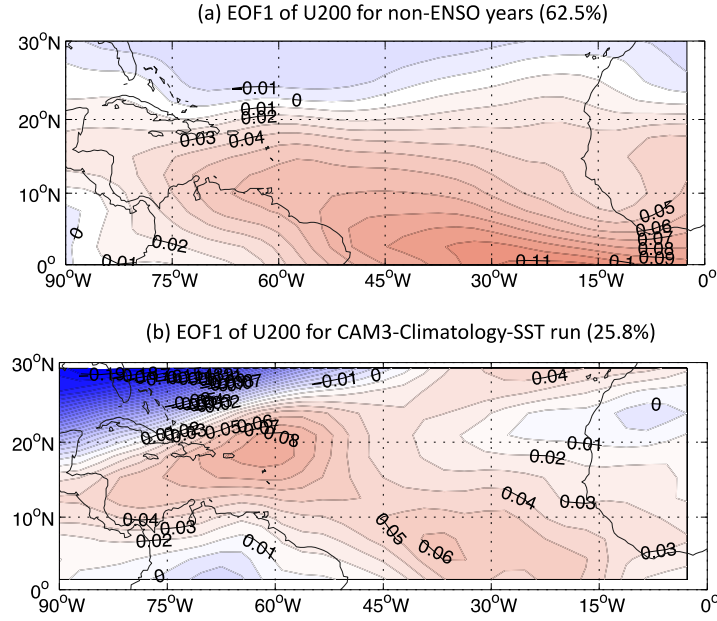 (a) EOF1 of U200 for non-ENSO years (62.5%)
30°N
−0.01
0
0.01
20°N
0.02
0.03 0.04
10°N
0.05
0.06
0.07
0.08
0.09
0 0.02
0.01 0.11 0.1
0°
90°W 75°W 60°W 45°W 30°W 15°W 0°
(b) EOF1 of U200 for CAM3-Climatology-SST run (25.8%)
30°N
−0.01 0 0.04
0
20°N
0.05 0.06
0.08
0.01
0.02
0.04 0.03
10°N
0.04 0.03
0.02 0.01
0.05 0.06 0.03
0
0°
90°W 75°W 60°W 45°W 30°W 15°W 0°